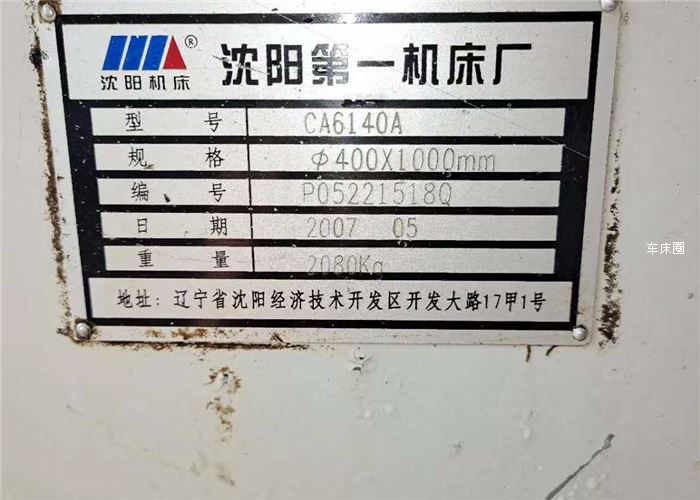 沈阳机床®
沈阳第一机床厂
型号 CA6140A
规格 φ400X1000mm
编号 P05221518Q
日期 2007 05
重量 2080Kg
地址: 辽宁省沈阳经济技术开发区开发大路17甲1号
车床圈